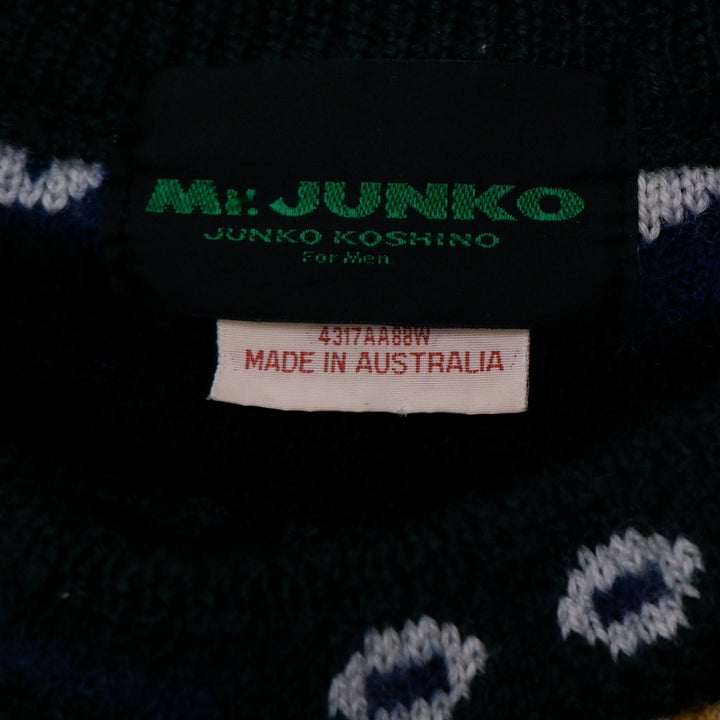 Mr. JUNKO
JUNKO KOSHINO
For Men
4317AA88W
MADE IN AUSTRALIA